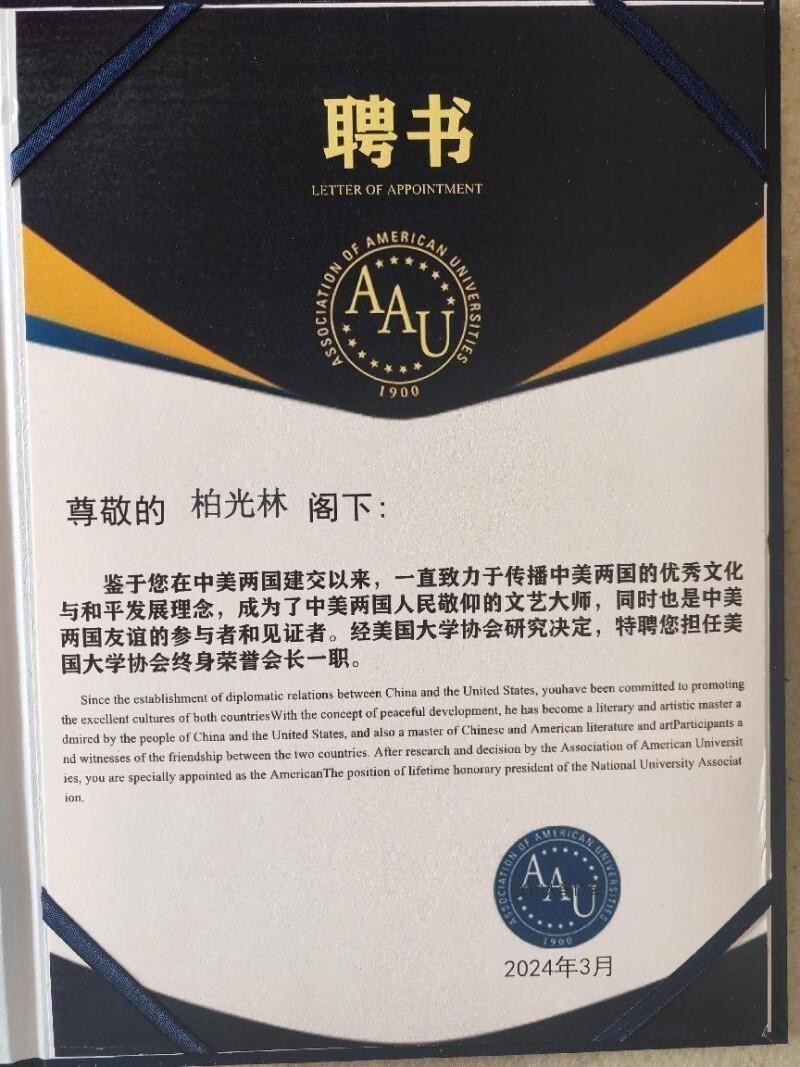 聘书
LETTER OF APPOINTMENT
ASSOCIATION OF AMERICAN UNIVERSITIES
AAU
1900
尊敬的 柏光林 阁下：
鉴于您在中美两国建交以来，一直致力于传播中美两国的优秀文化
与和平发展理念，成为了中美两国人民敬仰的文艺大师，同时也是中美
两国友谊的参与者和见证者。经美国大学协会研究决定，特聘您担任美
国大学协会终身荣誉会长一职。
Since the establishment of diplomatic relations between China and the United States, youhave been committed to promoting
the excellent cultures of both countriesWith the concept of peaceful development, he has become a literary and artistic master a
dmired by the people of China and the United States, and also a master of Chinese and American literature and artParticipants a
nd witnesses of the friendship between the two countries. After research and decision by the Association of American Universit
ies, you are specially appointed as the AmericanThe position of lifetime honorary president of the National University Associat
ion.
ASSOCIATION OF AMERICAN UNIVERSITIES
AAU
1900
2024年3月